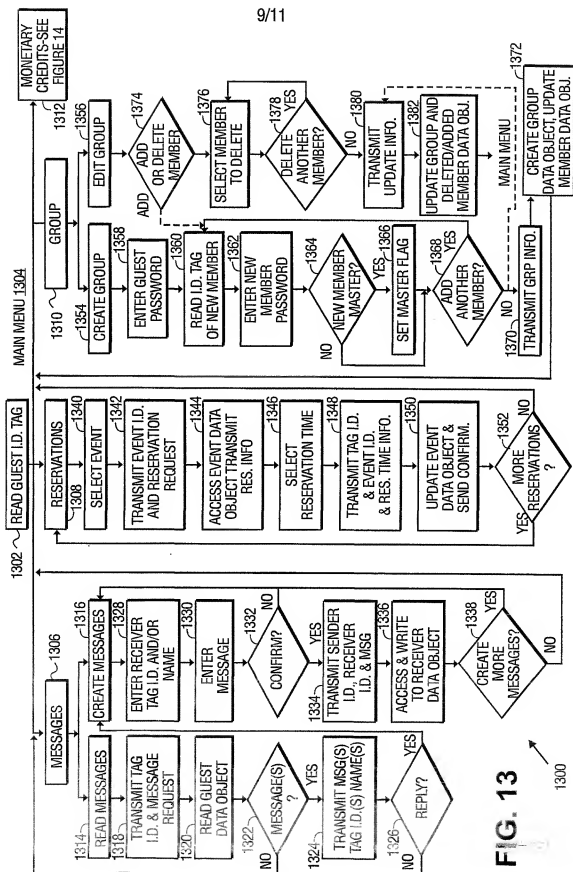 9/11
1302
READ GUEST I.D. TAG
MAIN MENU 1304
1306
MESSAGES
1314
READ MESSAGES
1318
TRANSMIT TAG
I.D. & MESSAGE
REQUEST
1320
READ GUEST
DATA OBJECT
1322
MESSAGE(S)
?
NO
YES
1324
TRANSMIT MSG(S)
TAG I.D.(S) NAME(S)
1326
REPLY?
YES
NO
1316
CREATE MESSAGES
1328
ENTER RECEIVER
TAG I.D. AND/OR
NAME
1330
ENTER
MESSAGE
1332
CONFIRM?
NO
YES
1334
TRANSMIT SENDER
I.D., RECEIVER
I.D. & MSG
1336
ACCESS & WRITE
TO RECEIVER
DATA OBJECT
1338
CREATE
MORE
MESSAGES?
YES
NO
RESERVATIONS
1308
1340
SELECT EVENT
1342
TRANSMIT EVENT I.D.
AND RESERVATION
REQUEST
1344
ACCESS EVENT DATA
OBJECT TRANSMIT
RES. INFO
1346
SELECT
RESERVATION TIME
1348
TRANSMIT TAG I.D.
& EVENT I.D.
& RES. TIME INFO.
1350
UPDATE EVENT
DATA OBJECT &
SEND CONFIRM.
1352
MORE
RESERVATIONS
?
YES
NO
1310
GROUP
1354
CREATE GROUP
1358
ENTER GUEST
PASSWORD
1360
READ I.D. TAG
OF NEW MEMBER
1362
ENTER NEW
MEMBER
PASSWORD
1364
NEW MEMBER
MASTER?
NO
YES
1366
SET MASTER FLAG
1368
ADD
ANOTHER
MEMBER?
YES
NO
1370
TRANSMIT GRP INFO.
1372
CREATE GROUP
DATA OBJECT, UPDATE
MEMBER DATA OBJ.
1356
EDIT GROUP
1374
ADD
OR DELETE
MEMBER
ADD
1376
SELECT MEMBER
TO DELETE
1378
DELETE
ANOTHER
MEMBER?
YES
NO
1380
TRANSMIT
UPDATE INFO.
1382
UPDATE GROUP AND
DELETED/ADDED
MEMBER DATA OBJ.
MAIN MENU
MONETARY
CREDITS-SEE
FIGURE 14
1312
FIG. 13
1300